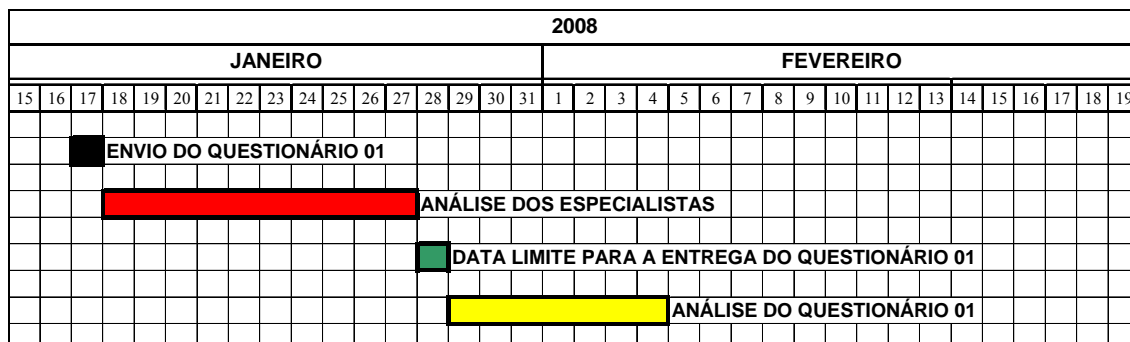 2008
JANEIRO FEVEREIRO
15 16 17 18 19 20 21 22 23 24 25 26 27 28 29 30 31 1 2 3 4 5 6 7 8 9 10 11 12 13 14 15 16 17 18 19
ENVIO DO QUESTIONÁRIO 01
ANÁLISE DOS ESPECIALISTAS
DATA LIMITE PARA A ENTREGA DO QUESTIONÁRIO 01
ANÁLISE DO QUESTIONÁRIO 01